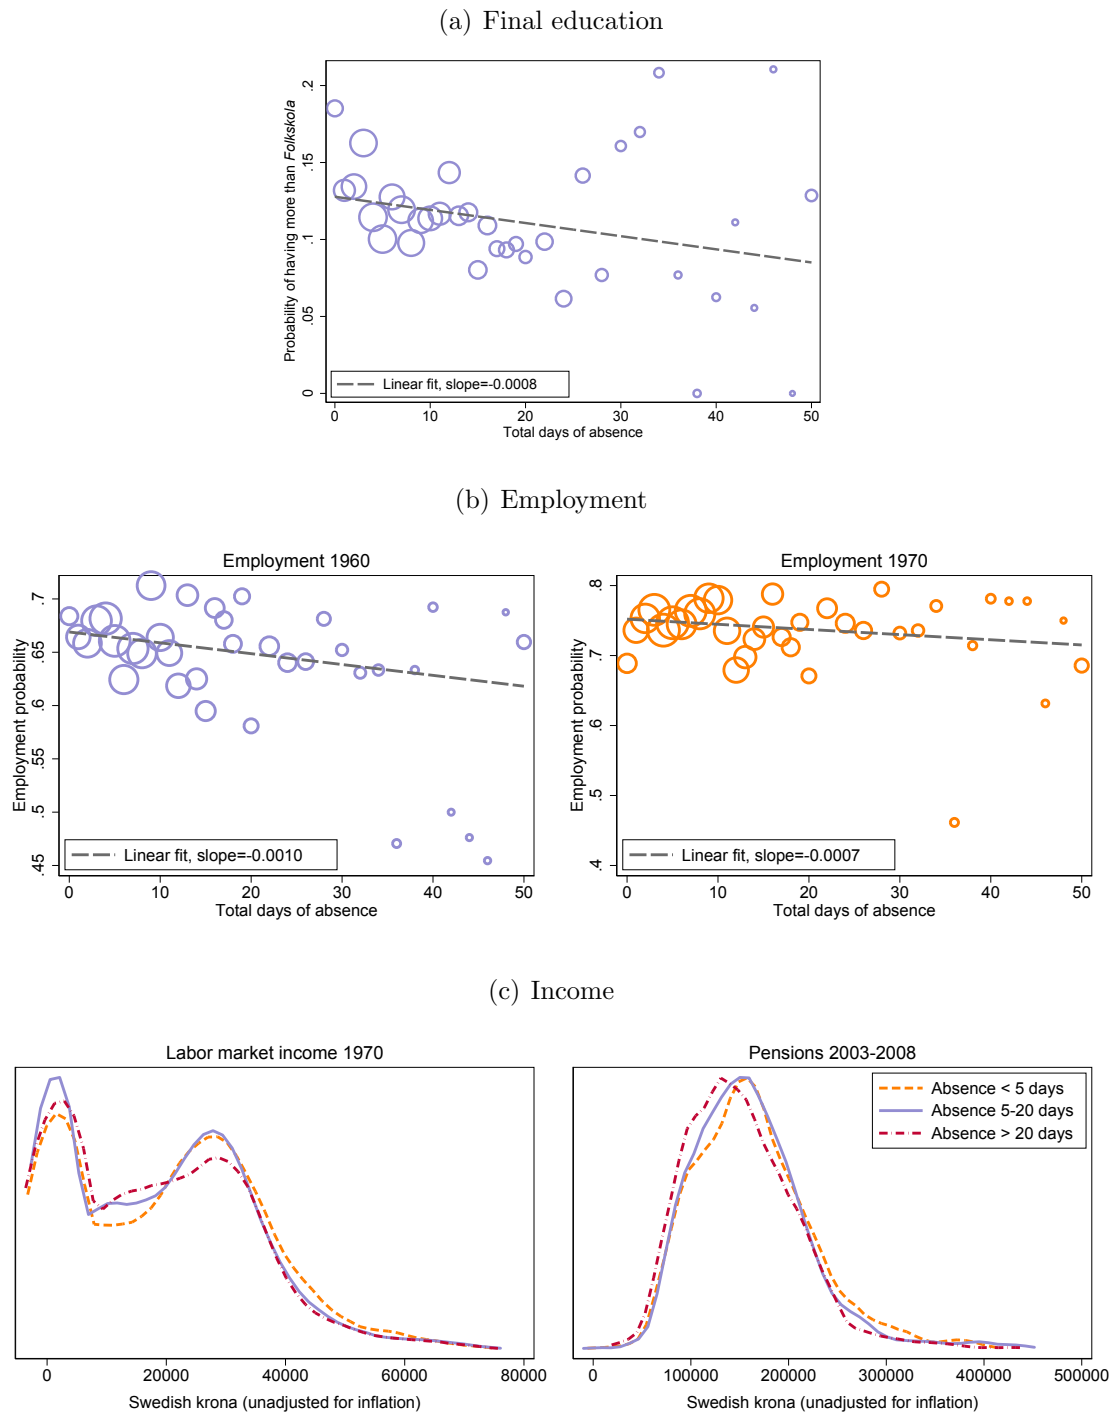 (a) Final education
Probability of having more than Folkskola
.2
.15
.1
.05
0
Linear fit, slope=-0.0008
0 10 20 30 40 50
Total days of absence
(b) Employment
Employment 1960
Employment probability
.7
.65
.6
.55
.5
.45
Linear fit, slope=-0.0010
0 10 20 30 40 50
Total days of absence
Employment 1970
Employment probability
.8
.7
.6
.5
.4
Linear fit, slope=-0.0007
0 10 20 30 40 50
Total days of absence
(c) Income
Labor market income 1970
0 20000 40000 60000 80000
Swedish krona (unadjusted for inflation)
Pensions 2003-2008
Absence < 5 days
Absence 5-20 days
Absence > 20 days
0 100000 200000 300000 400000 500000
Swedish krona (unadjusted for inflation)